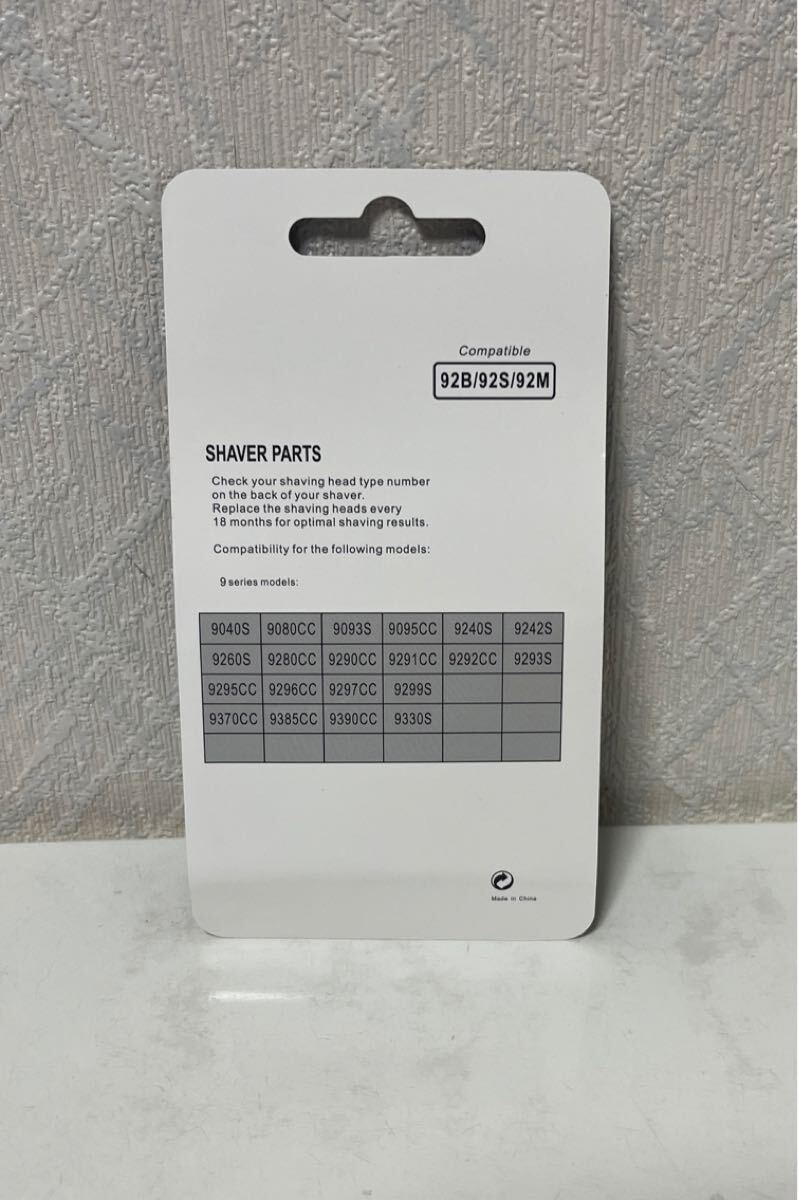 Compatible
92B/92S/92M
SHAVER PARTS
Check your shaving head type number
on the back of your shaver.
Replace the shaving heads every
18 months for optimal shaving results.
Compatibility for the following models:
9 series models:
9040S 9080CC 9093S 9095CC 9240S 9242S
9260S 9280CC 9290CC 9291CC 9292CC 9293S
9295CC 9296CC 9297CC 9299S
9370CC 9385CC 9390CC 9330S
Made in China